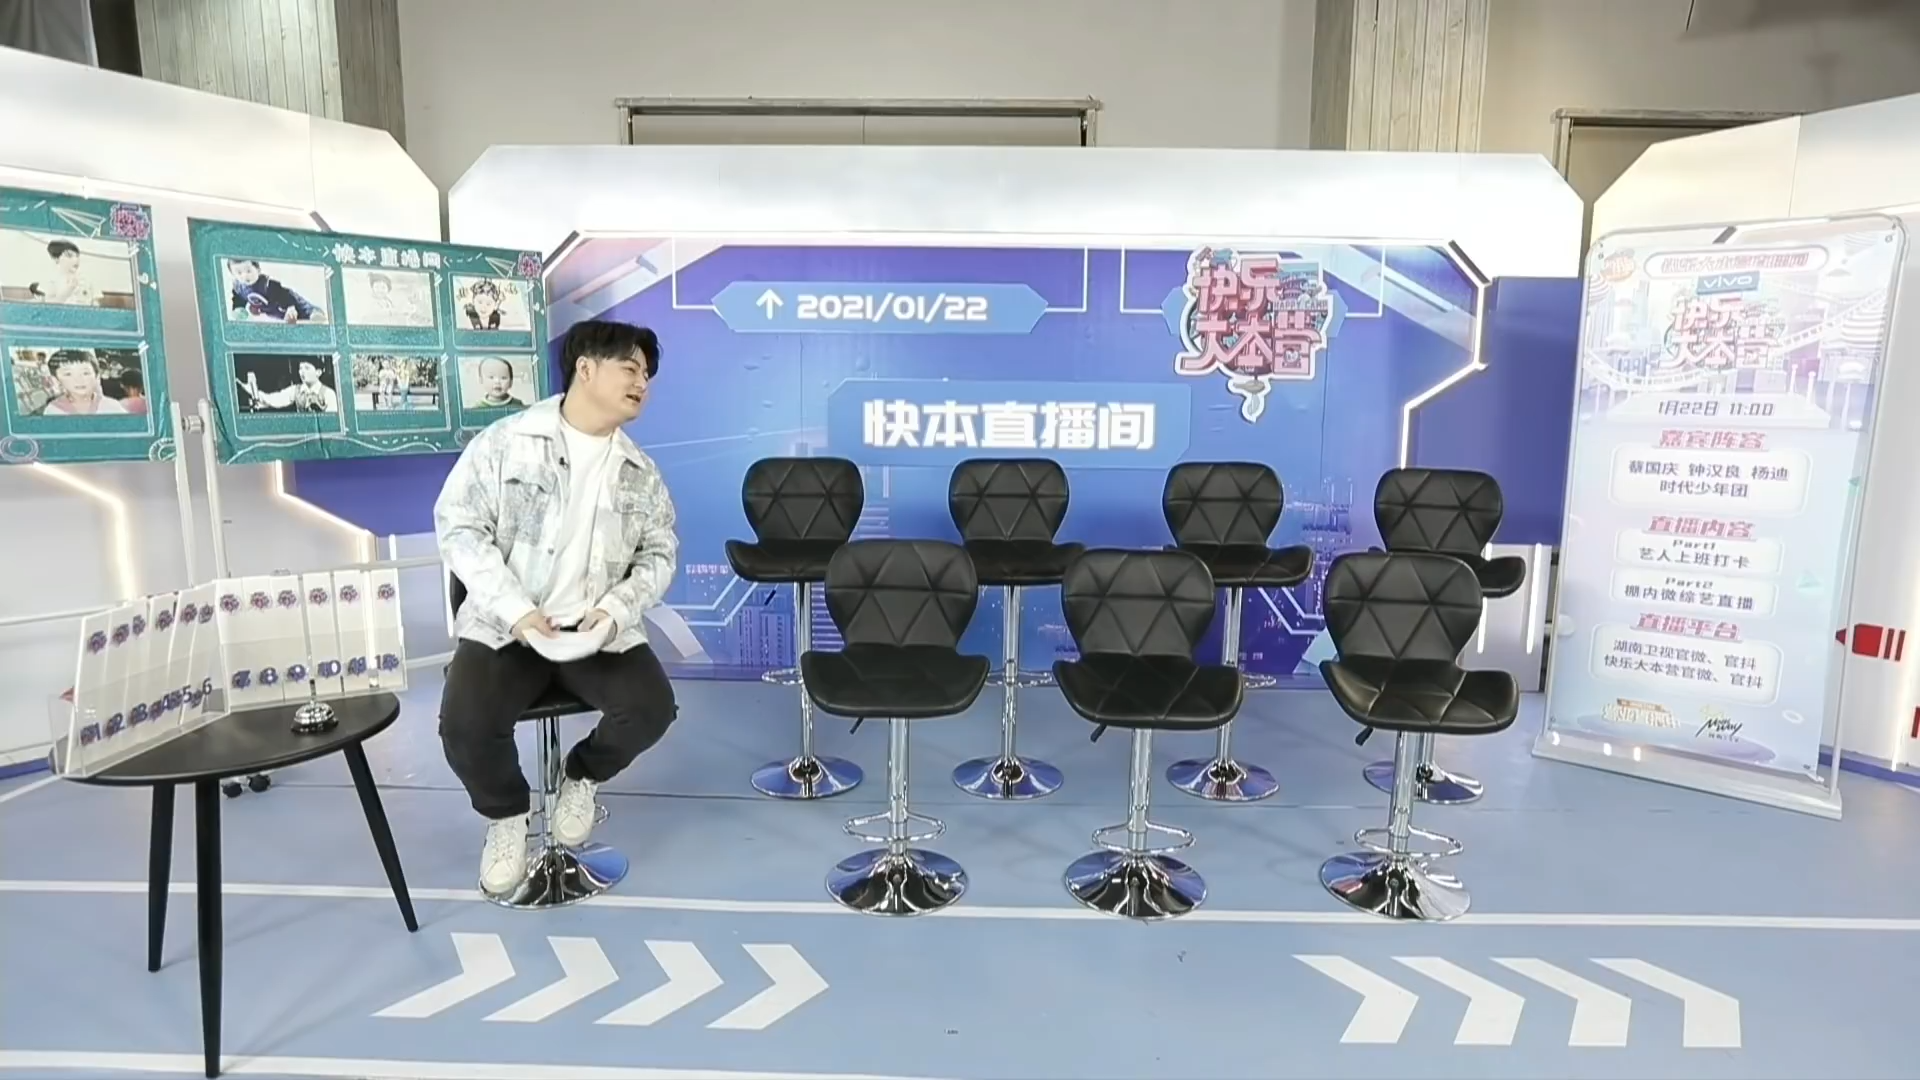 快本直播间
↑ 2021/01/22
快乐
大本营
HAPPY CAMP
快本直播间
vivo
快乐
大本营
1月22日 11:00
嘉宾阵容
蔡国庆 钟汉良 杨迪
时代少年团
直播内容
Part1
艺人上班打卡
Part2
棚内微综艺直播
直播平台
湖南卫视官微、官抖
快乐大本营官微、官抖
1 2 3 4 5 6
7 8 9 10 11 12